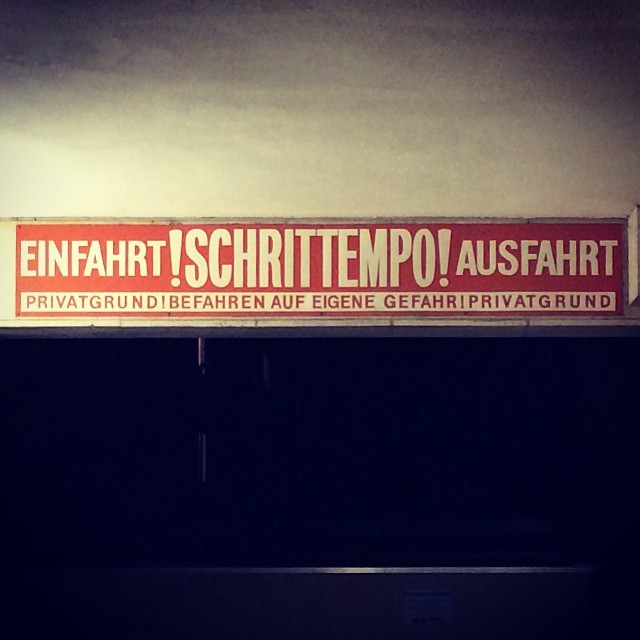 EINFAHRT !SCHRITTEMPO! AUSFAHRT
PRIVATGRUND!BEFAHREN AUF EIGENE GEFAHR!PRIVATGRUND